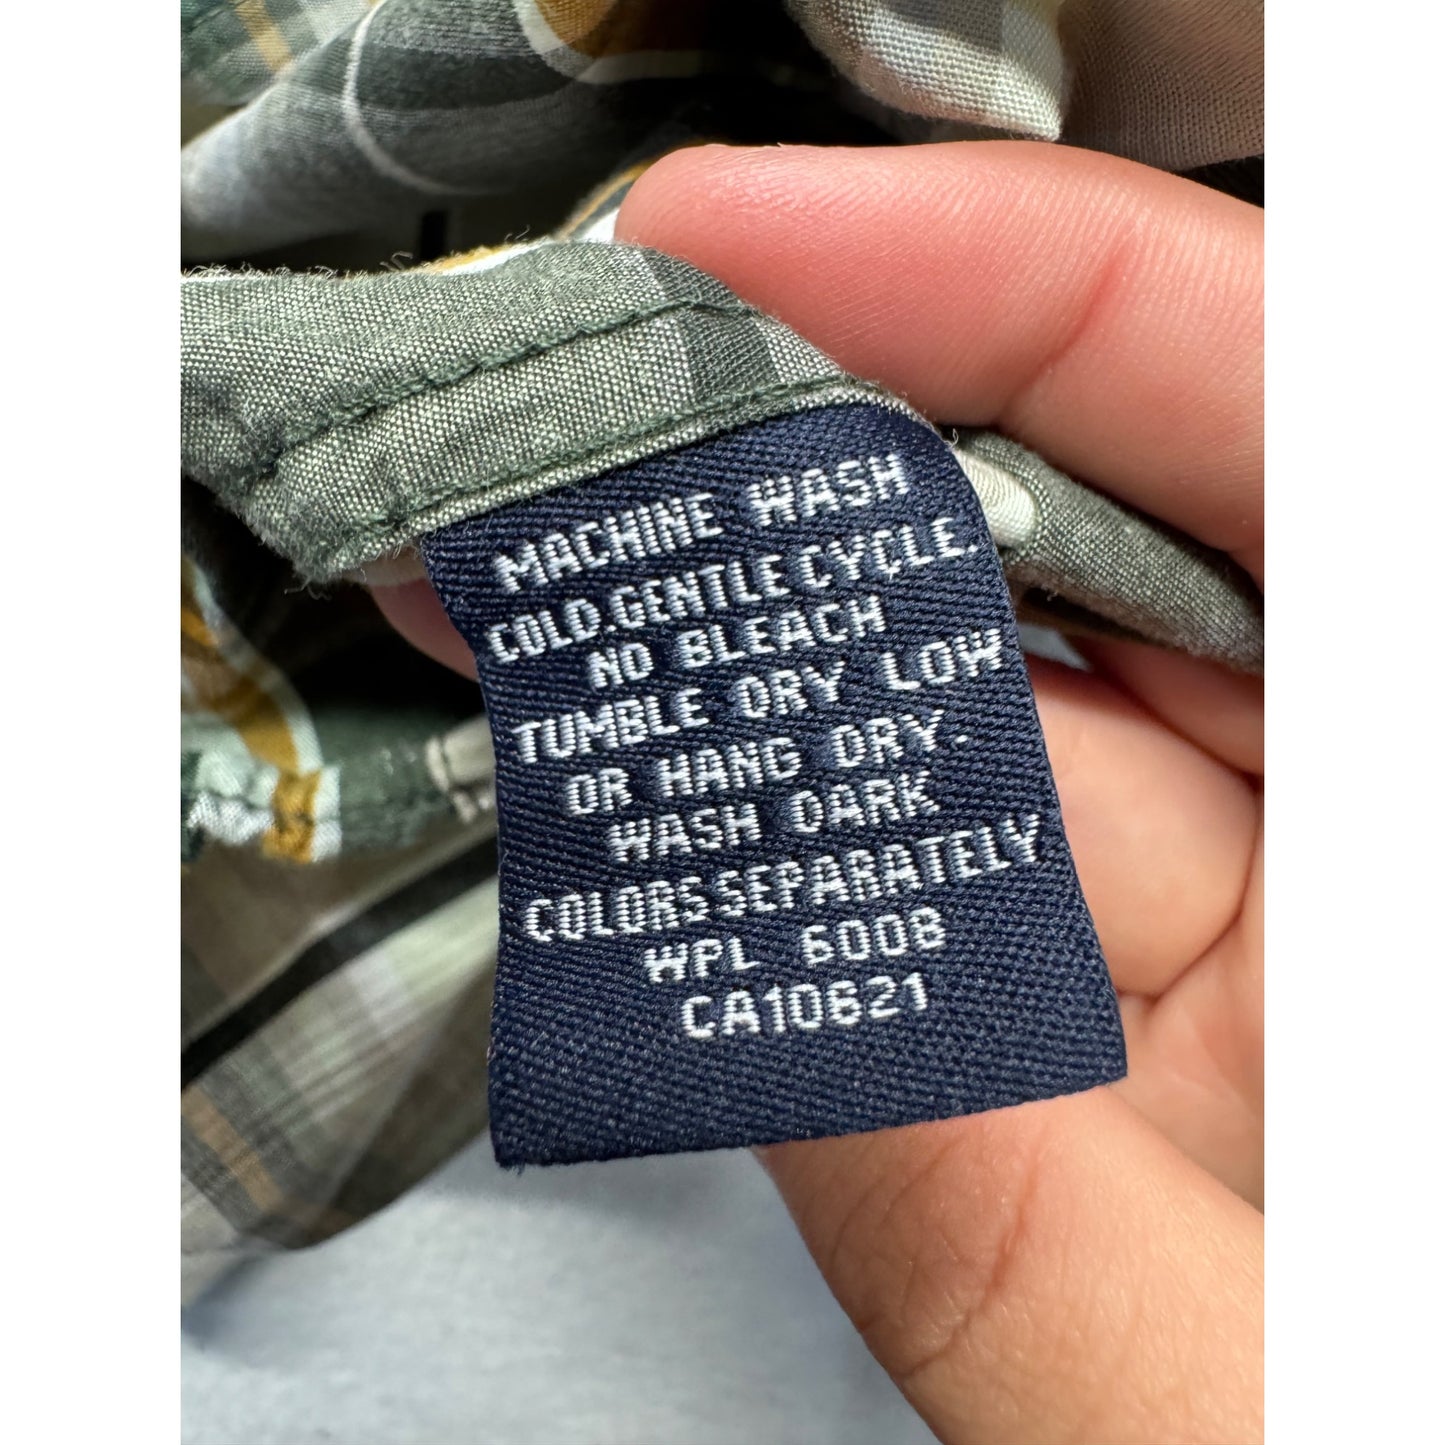 MACHINE WASH
COLD.GENTLE CYCLE.
NO BLEACH
TUMBLE DRY LOW
OR HANG DRY.
WASH DARK
COLORS SEPARATELY
WPL 6008
CA10621